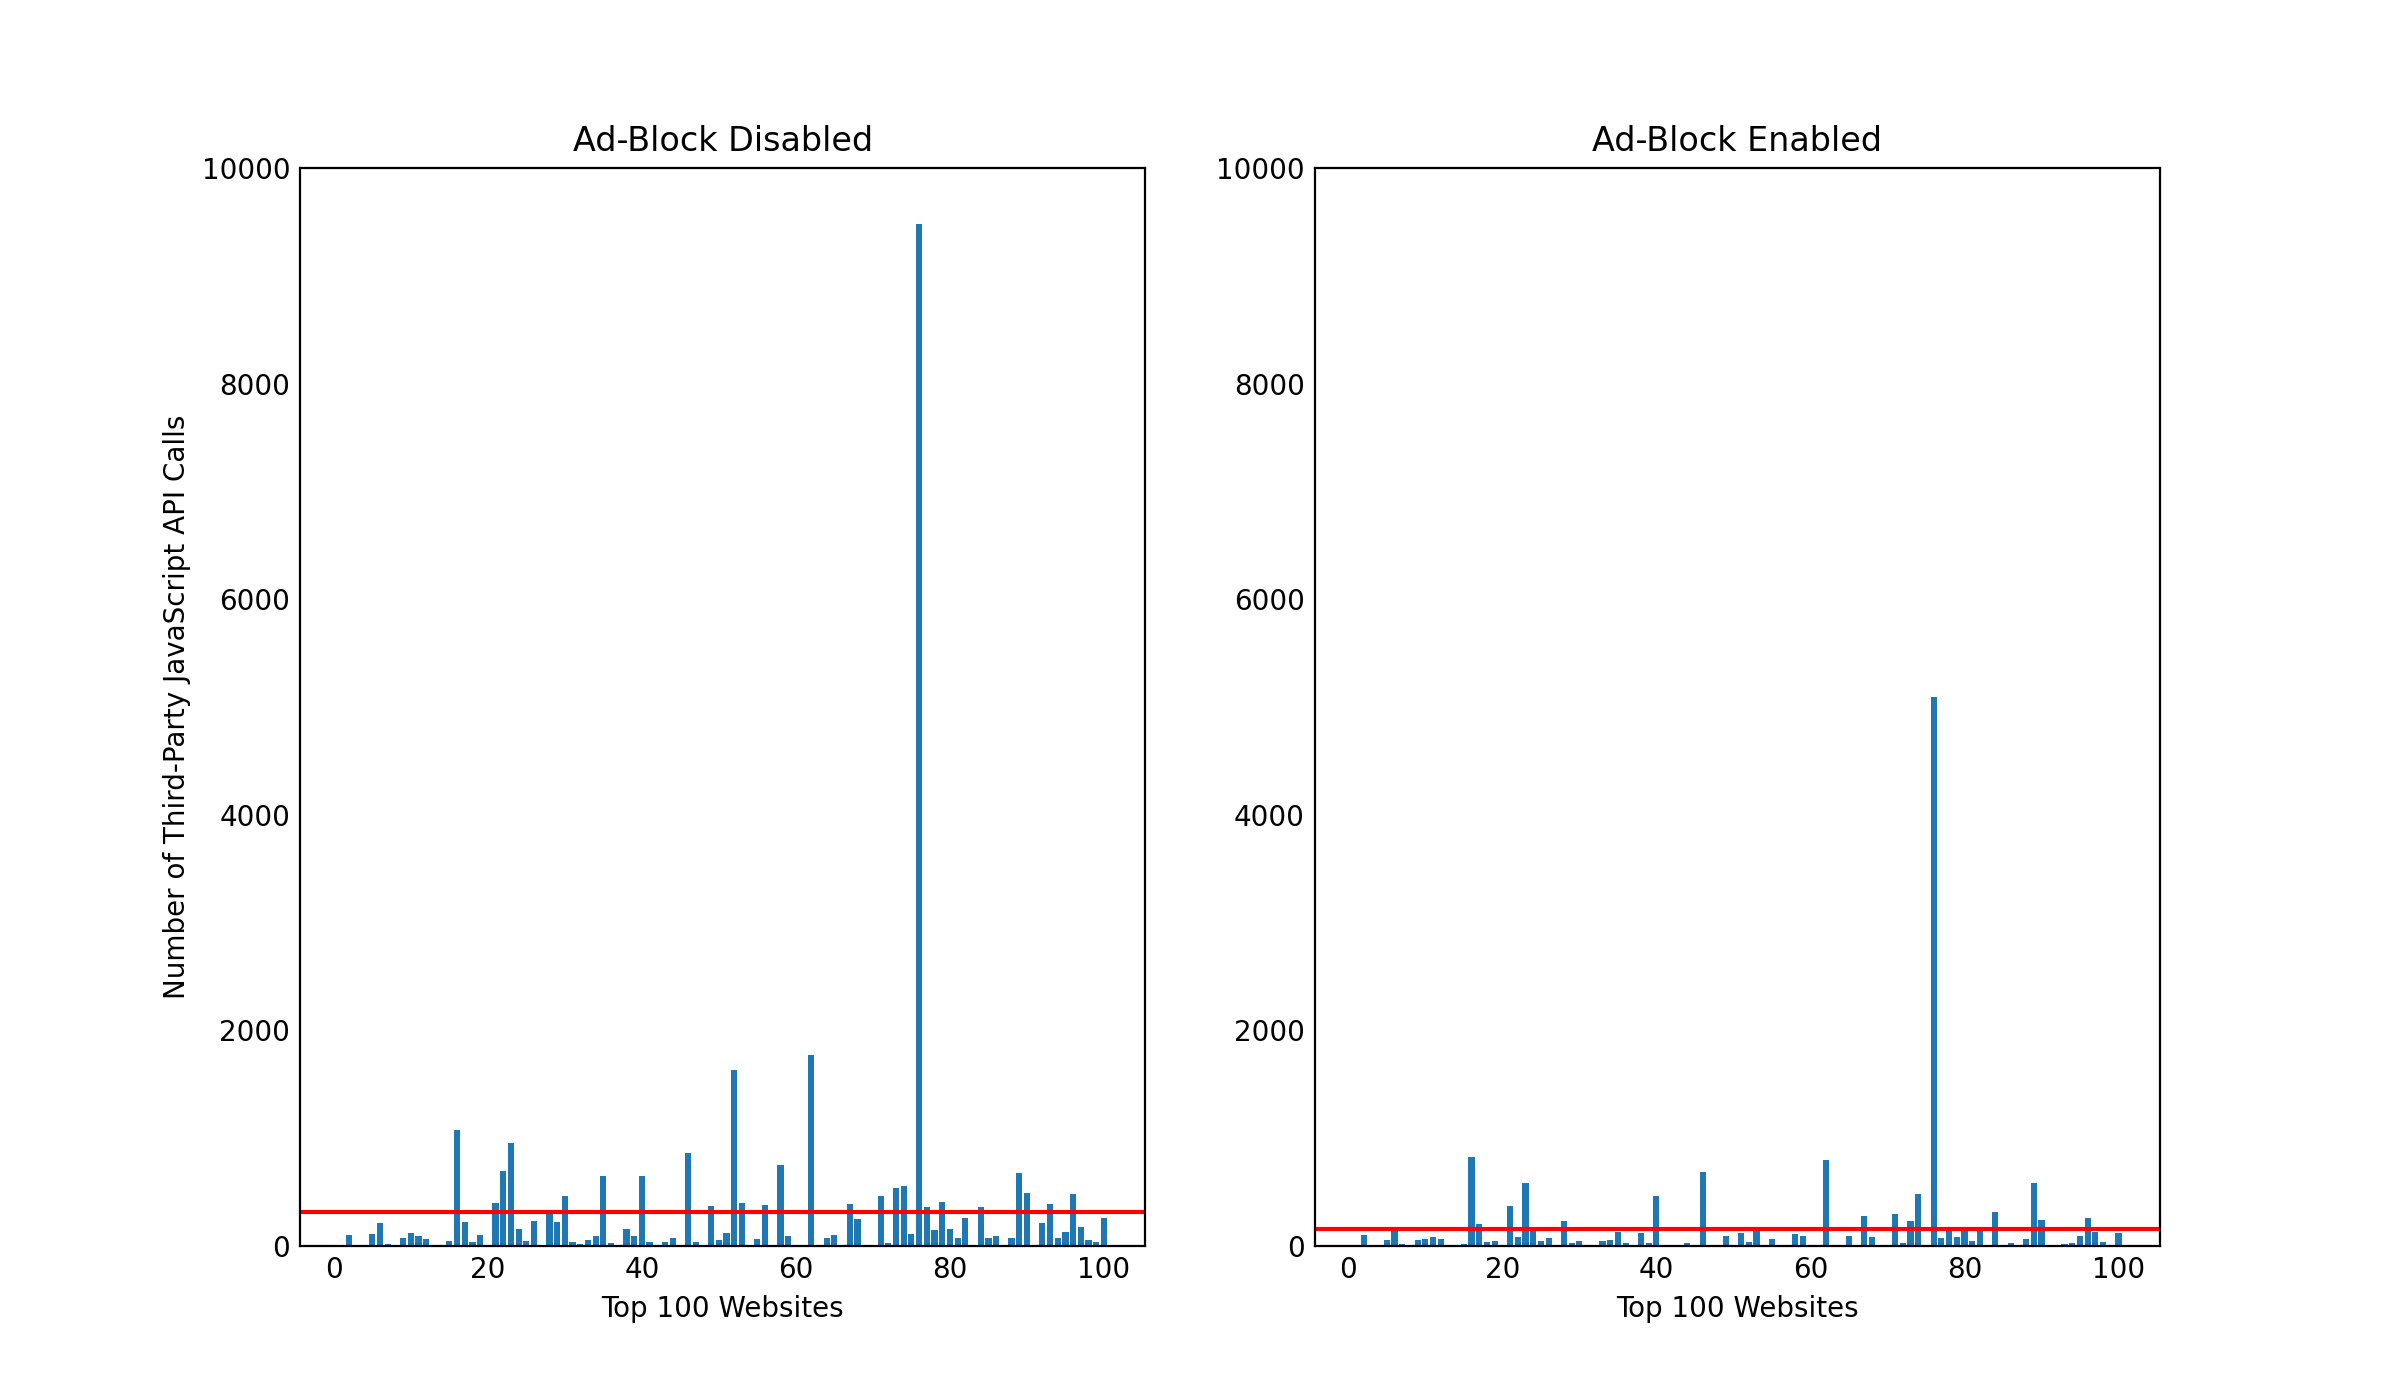 Ad-Block Disabled
10000
8000
6000
4000
2000
0
0 20 40 60 80 100
Number of Third-Party JavaScript API Calls
Top 100 Websites
Ad-Block Enabled
10000
8000
6000
4000
2000
0
0 20 40 60 80 100
Top 100 Websites